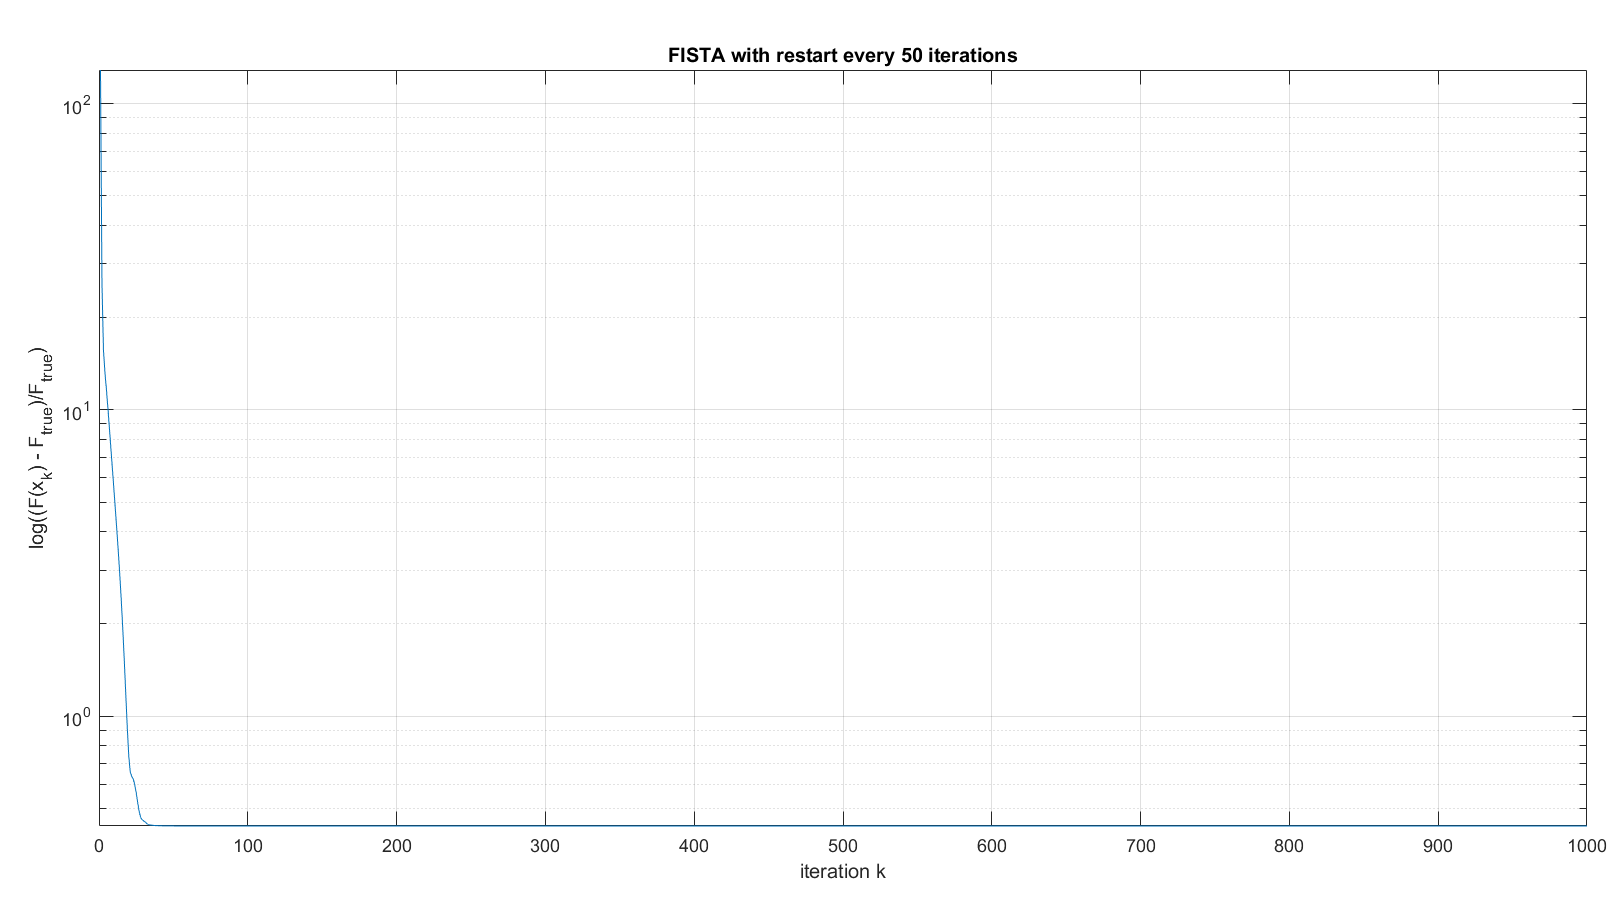 FISTA with restart every 50 iterations
log((F(x_k) - F_true)/F_true)
10^2
10^1
10^0
0 100 200 300 400 500 600 700 800 900 1000
iteration k